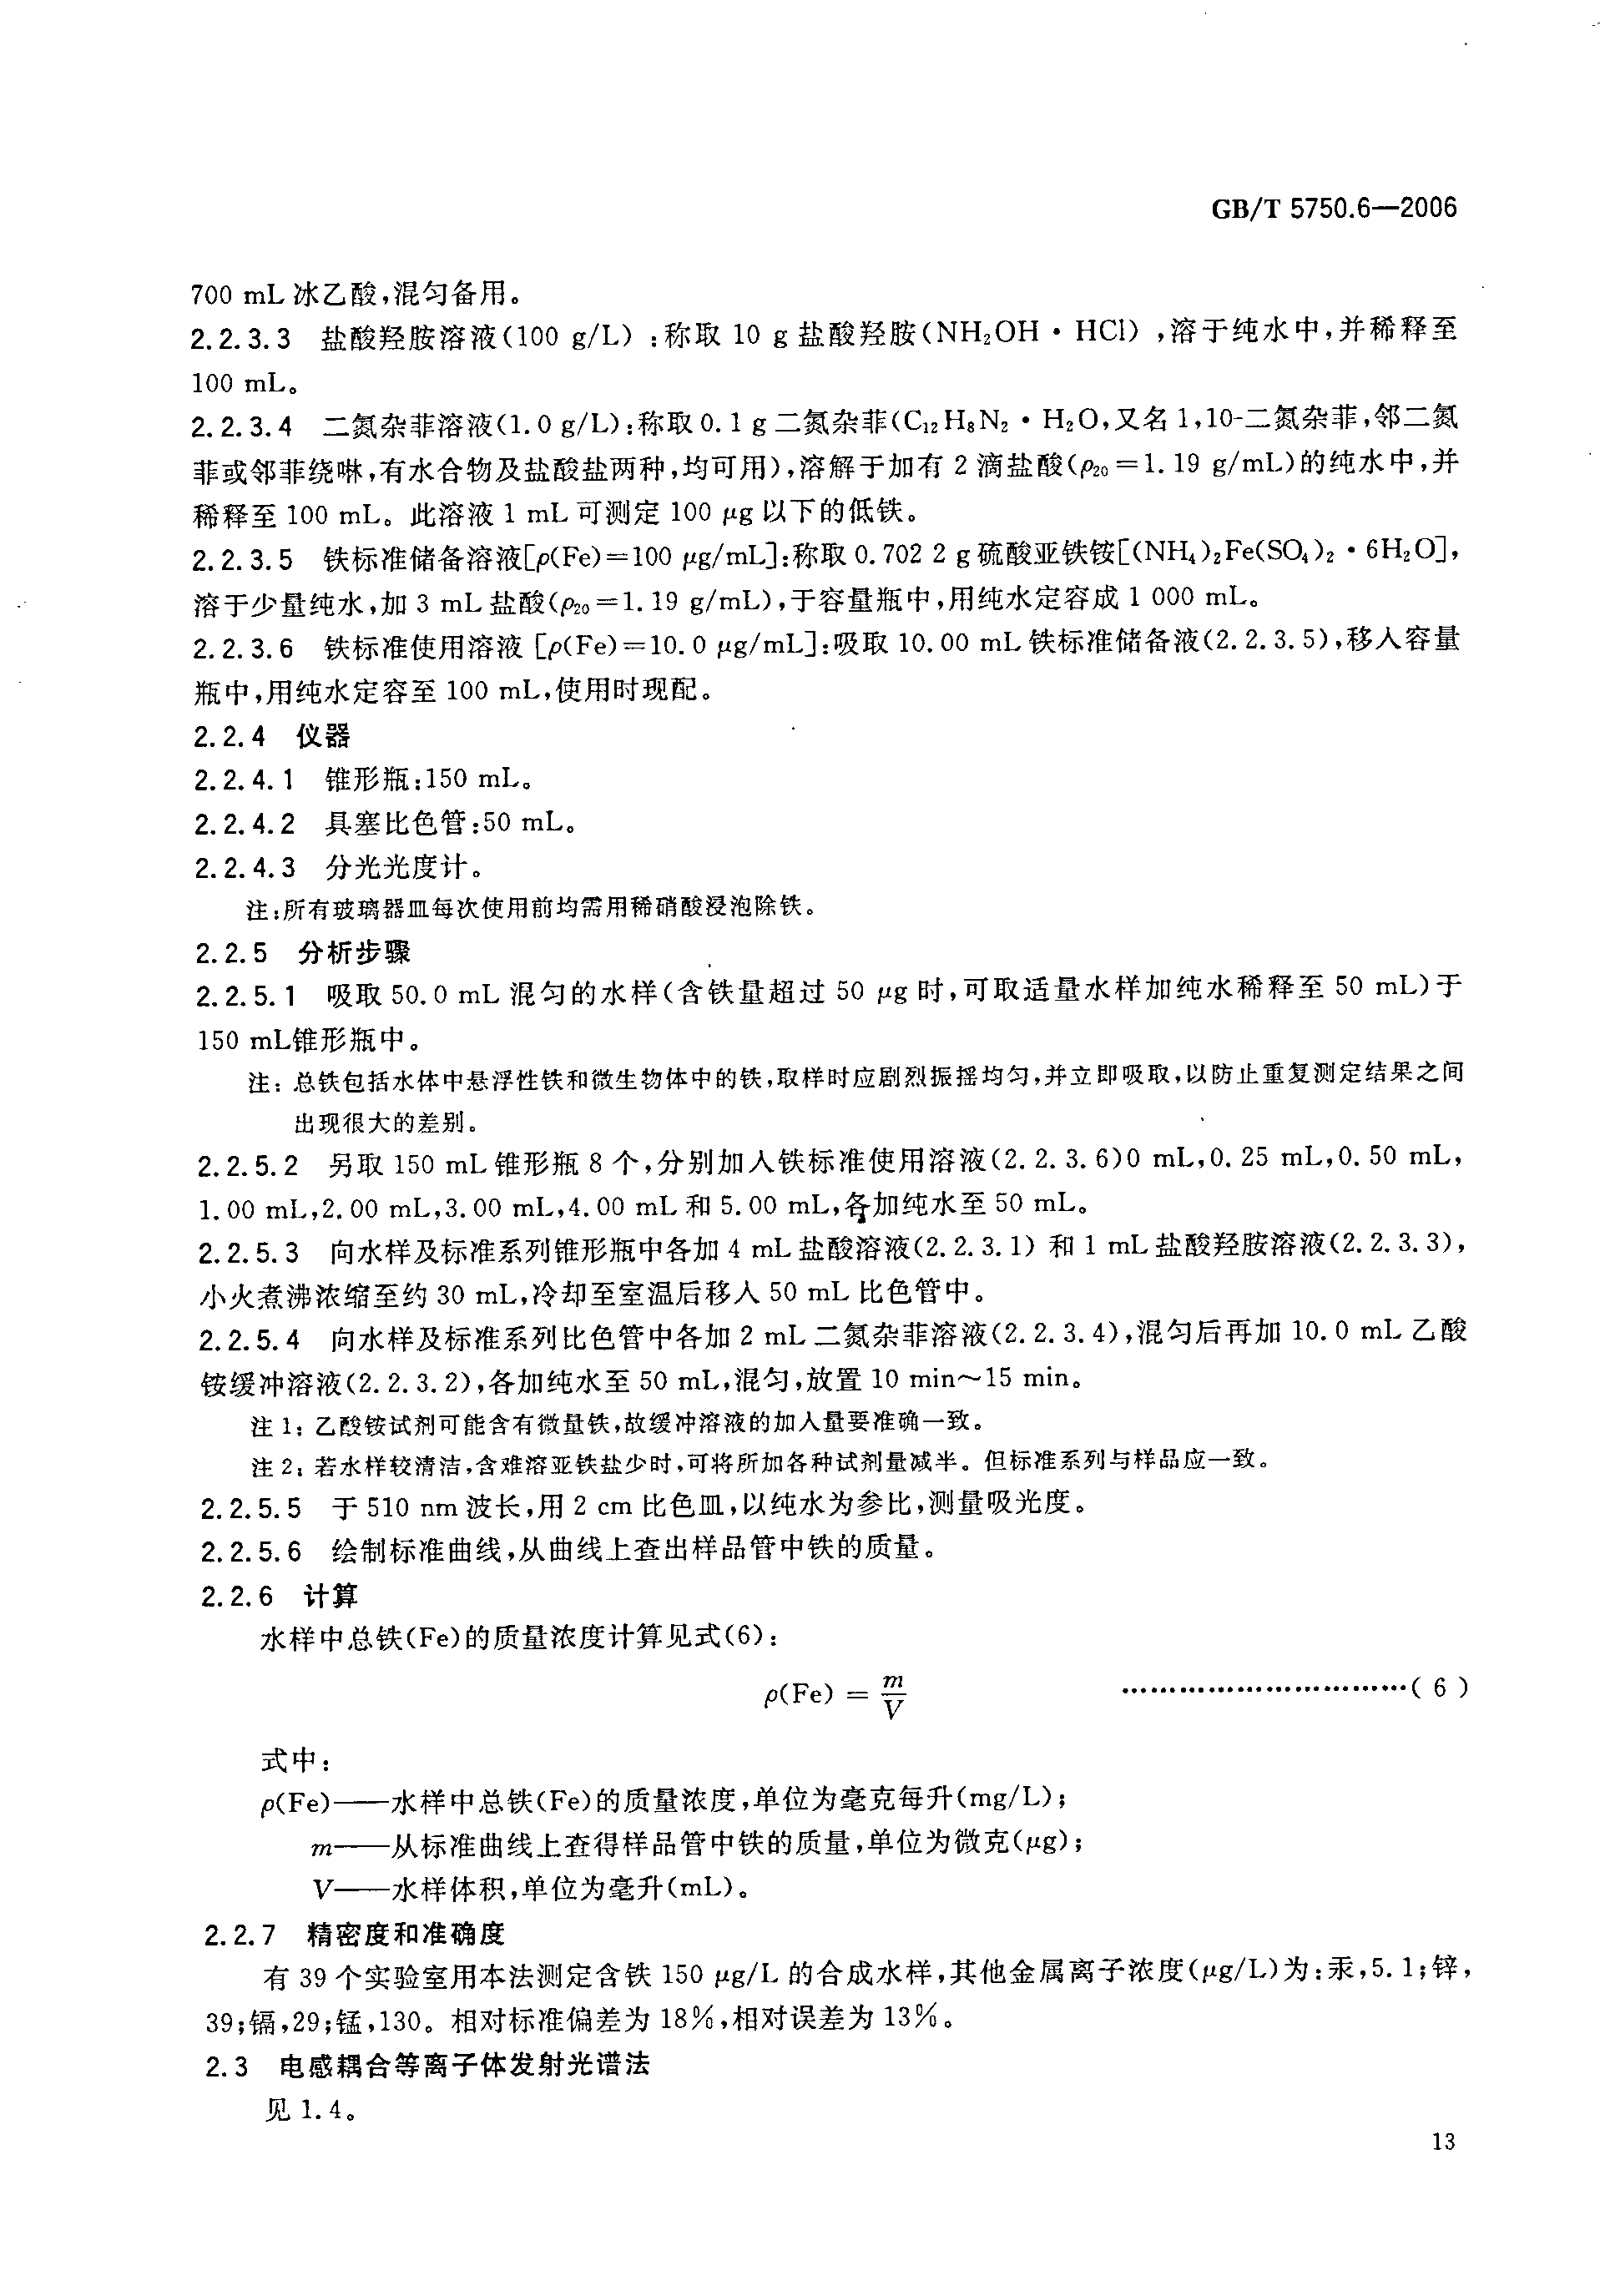 GB/T 5750.6—2006
700 mL 冰乙酸,混匀备用。
2.2.3.3 盐酸羟胺溶液(100 g/L) :称取 10 g 盐酸羟胺(NH₂OH · HCl) ,溶于纯水中,并稀释至
100 mL。
2.2.3.4 二氮杂菲溶液(1.0 g/L):称取 0.1 g 二氮杂菲(C₁₂H₈N₂ · H₂O,又名 1,10-二氮杂菲,邻二氮
菲或邻菲绕啉,有水合物及盐酸盐两种,均可用),溶解于加有 2 滴盐酸(ρ₂₀=1.19 g/mL)的纯水中,并
稀释至 100 mL。此溶液 1 mL 可测定 100 μg 以下的低铁。
2.2.3.5 铁标准储备溶液[ρ(Fe)=100 μg/mL]:称取 0.702 2 g 硫酸亚铁铵[(NH₄)₂Fe(SO₄)₂ · 6H₂O],
溶于少量纯水,加 3 mL 盐酸(ρ₂₀=1.19 g/mL),于容量瓶中,用纯水定容成 1 000 mL。
2.2.3.6 铁标准使用溶液 [ρ(Fe)=10.0 μg/mL]:吸取 10.00 mL 铁标准储备液(2.2.3.5),移入容量
瓶中,用纯水定容至 100 mL,使用时现配。
2.2.4 仪器
2.2.4.1 锥形瓶:150 mL。
2.2.4.2 具塞比色管:50 mL。
2.2.4.3 分光光度计。
注:所有玻璃器皿每次使用前均需用稀硝酸浸泡除铁。
2.2.5 分析步骤
2.2.5.1 吸取 50.0 mL 混匀的水样(含铁量超过 50 μg 时,可取适量水样加纯水稀释至 50 mL)于
150 mL锥形瓶中。
注: 总铁包括水体中悬浮性铁和微生物体中的铁,取样时应剧烈振摇均匀,并立即吸取,以防止重复测定结果之间
出现很大的差别。
2.2.5.2 另取 150 mL 锥形瓶 8 个,分别加入铁标准使用溶液(2.2.3.6)0 mL,0.25 mL,0.50 mL,
1.00 mL,2.00 mL,3.00 mL,4.00 mL 和 5.00 mL,各加纯水至 50 mL。
2.2.5.3 向水样及标准系列锥形瓶中各加 4 mL 盐酸溶液(2.2.3.1) 和 1 mL 盐酸羟胺溶液(2.2.3.3),
小火煮沸浓缩至约 30 mL,冷却至室温后移入 50 mL 比色管中。
2.2.5.4 向水样及标准系列比色管中各加 2 mL 二氮杂菲溶液(2.2.3.4),混匀后再加 10.0 mL 乙酸
铵缓冲溶液(2.2.3.2),各加纯水至 50 mL,混匀,放置 10 min~15 min。
注 1: 乙酸铵试剂可能含有微量铁,故缓冲溶液的加入量要准确一致。
注 2: 若水样较清洁,含难溶亚铁盐少时,可将所加各种试剂量减半。但标准系列与样品应一致。
2.2.5.5 于 510 nm 波长,用 2 cm 比色皿,以纯水为参比,测量吸光度。
2.2.5.6 绘制标准曲线,从曲线上查出样品管中铁的质量。
2.2.6 计算
水样中总铁(Fe)的质量浓度计算见式(6):
ρ(Fe) = m/V ······························( 6 )
式中:
ρ(Fe)——水样中总铁(Fe)的质量浓度,单位为毫克每升(mg/L);
m——从标准曲线上查得样品管中铁的质量,单位为微克(μg);
V——水样体积,单位为毫升(mL)。
2.2.7 精密度和准确度
有 39 个实验室用本法测定含铁 150 μg/L 的合成水样,其他金属离子浓度(μg/L)为:汞,5.1;锌,
39;镉,29;锰,130。相对标准偏差为 18%,相对误差为 13%。
2.3 电感耦合等离子体发射光谱法
见 1.4。
13